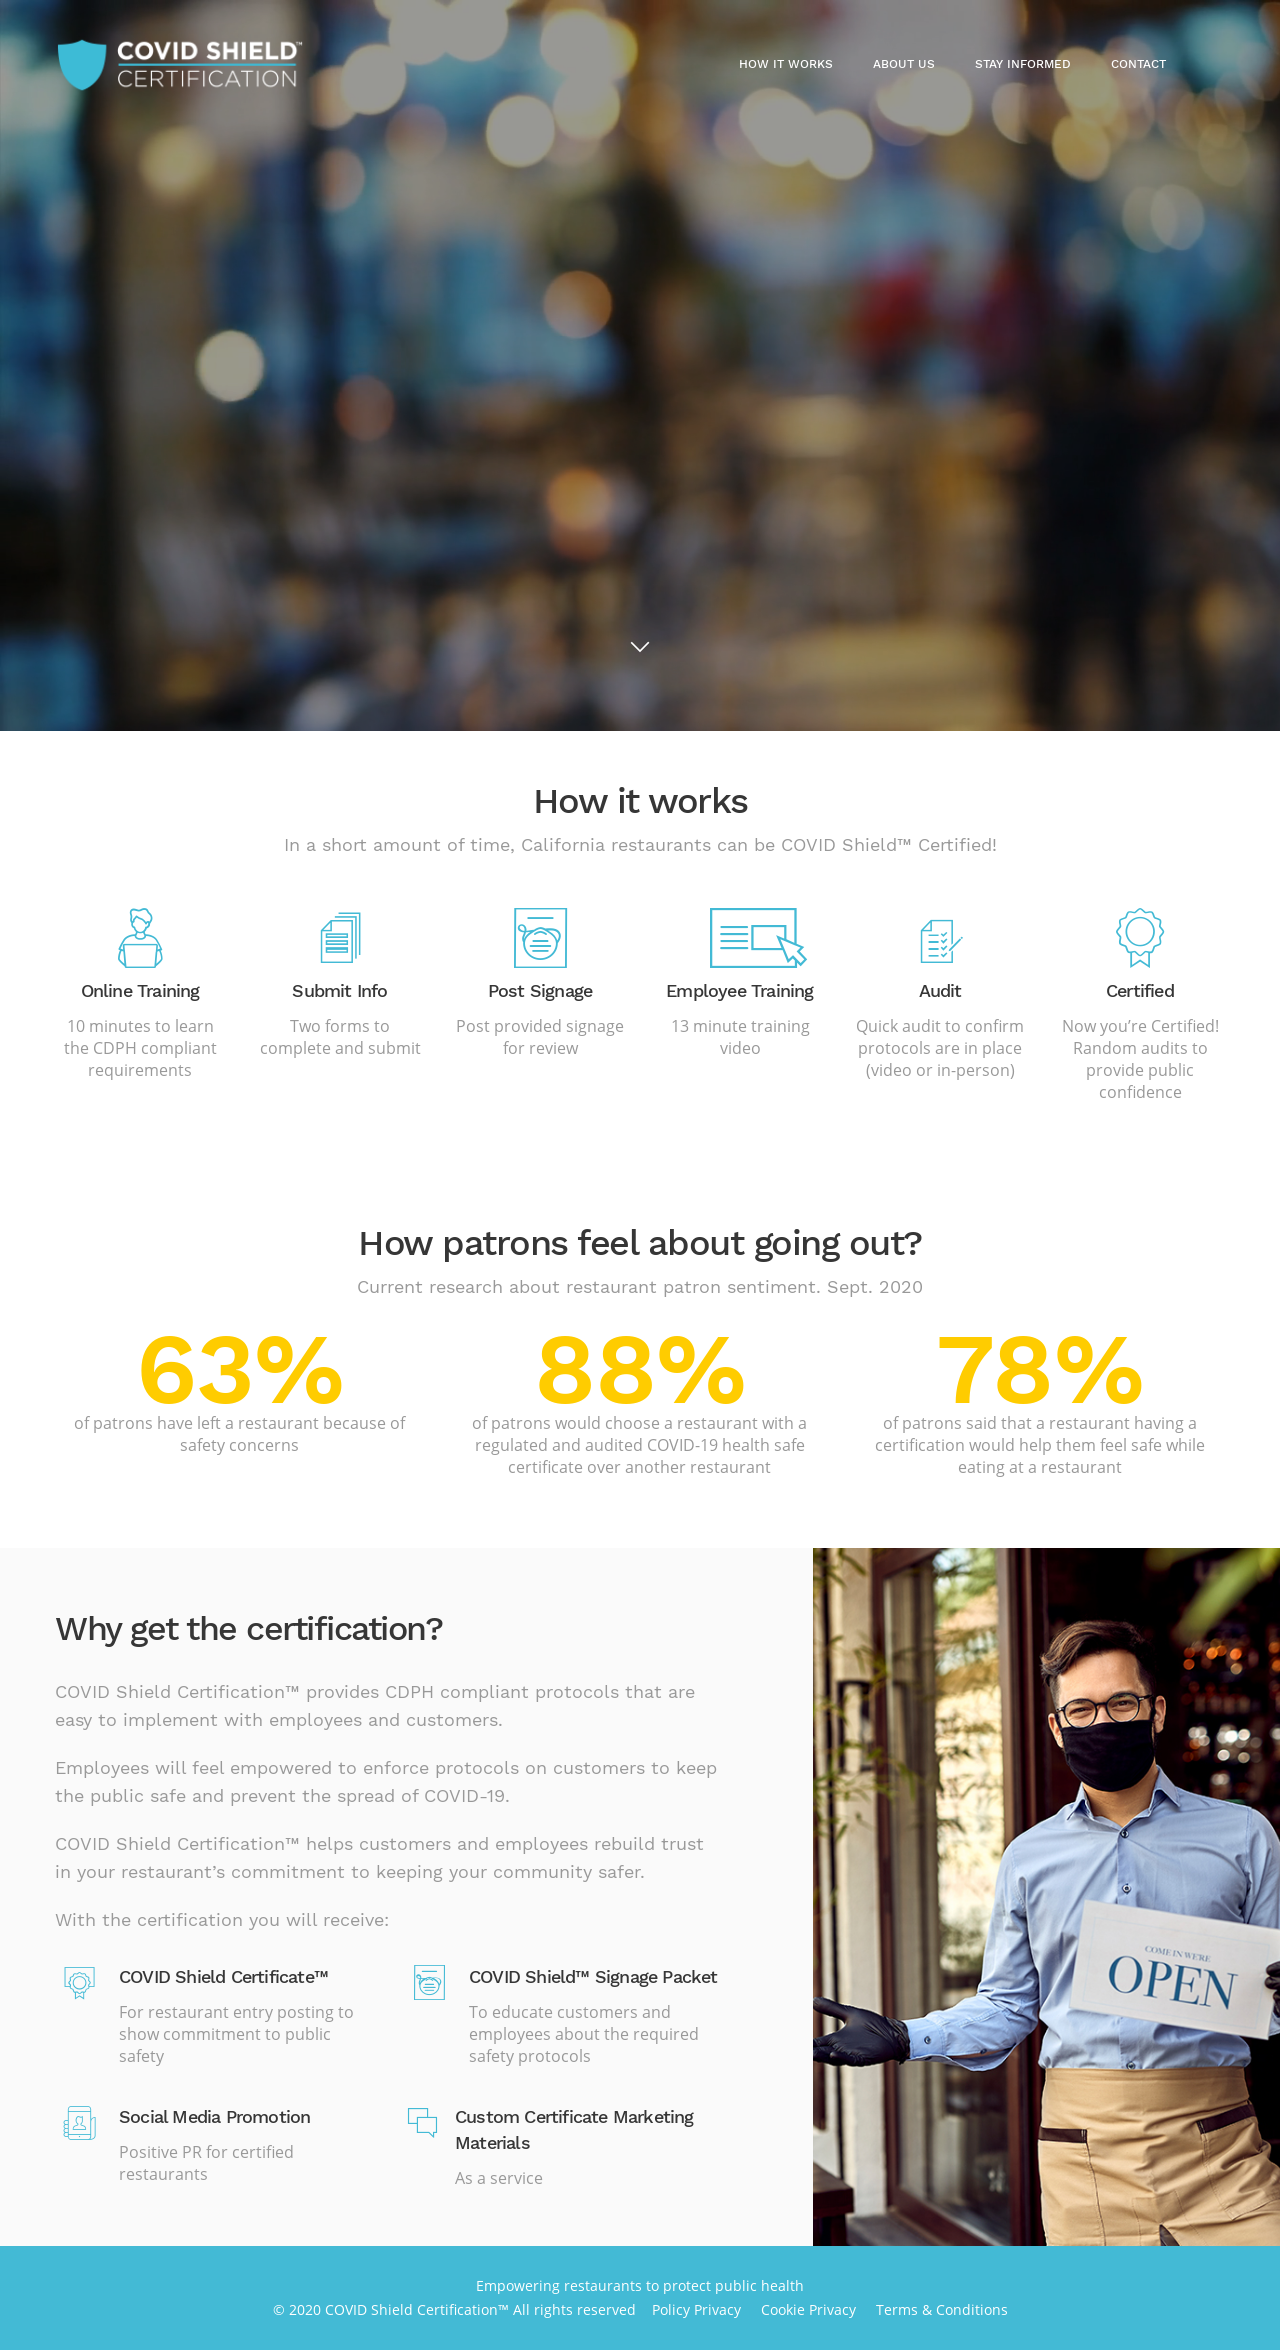 COVID SHIELD™
CERTIFICATION
HOW IT WORKS
ABOUT US
STAY INFORMED
CONTACT
How it works
In a short amount of time, California restaurants can be COVID Shield™ Certified!
Online Training
10 minutes to learn
the CDPH compliant
requirements
Submit Info
Two forms to
complete and submit
Post Signage
Post provided signage
for review
Employee Training
13 minute training
video
Audit
Quick audit to confirm
protocols are in place
(video or in-person)
Certified
Now you’re Certified!
Random audits to
provide public
confidence
How patrons feel about going out?
Current research about restaurant patron sentiment. Sept. 2020
63%
of patrons have left a restaurant because of
safety concerns
88%
of patrons would choose a restaurant with a
regulated and audited COVID-19 health safe
certificate over another restaurant
78%
of patrons said that a restaurant having a
certification would help them feel safe while
eating at a restaurant
Why get the certification?
COVID Shield Certification™ provides CDPH compliant protocols that are
easy to implement with employees and customers.
Employees will feel empowered to enforce protocols on customers to keep
the public safe and prevent the spread of COVID-19.
COVID Shield Certification™ helps customers and employees rebuild trust
in your restaurant’s commitment to keeping your community safer.
With the certification you will receive:
COVID Shield Certificate™
For restaurant entry posting to
show commitment to public
safety
COVID Shield™ Signage Packet
To educate customers and
employees about the required
safety protocols
Social Media Promotion
Positive PR for certified
restaurants
Custom Certificate Marketing
Materials
As a service
COME IN WE'RE
OPEN
Empowering restaurants to protect public health
© 2020 COVID Shield Certification™ All rights reserved Policy Privacy Cookie Privacy Terms & Conditions